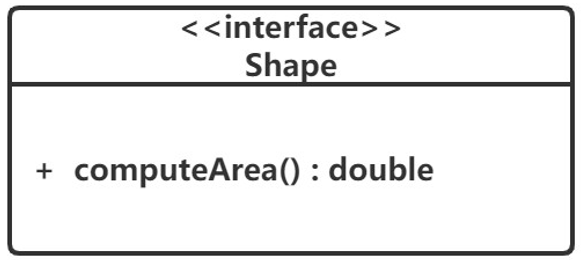 <<interface>>
Shape
+ computeArea() : double